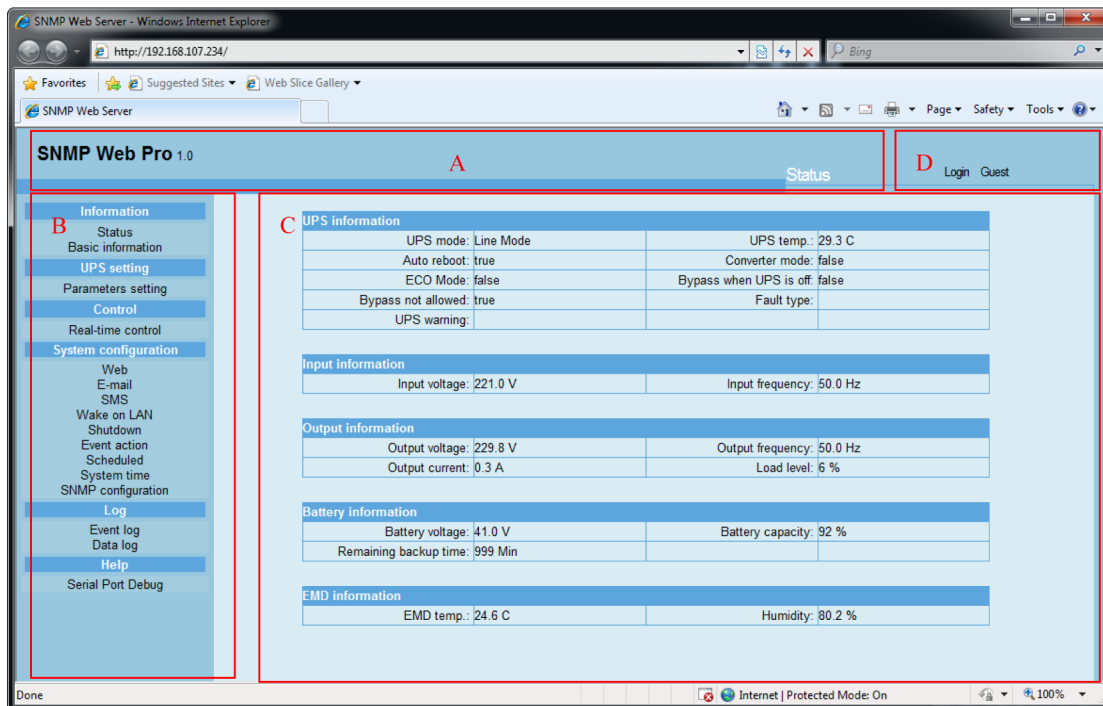 SNMP Web Server - Windows Internet Explorer
http://192.168.107.234/
Bing
Favorites Suggested Sites Web Slice Gallery
SNMP Web Server
Page Safety Tools
SNMP Web Pro 1.0
A
Status
D
Login Guest
B
Information
Status
Basic information
UPS setting
Parameters setting
Control
Real-time control
System configuration
Web
E-mail
SMS
Wake on LAN
Shutdown
Event action
Scheduled
System time
SNMP configuration
Log
Event log
Data log
Help
Serial Port Debug
C
UPS information
UPS mode: Line Mode UPS temp.: 29.3 C
Auto reboot: true Converter mode: false
ECO Mode: false Bypass when UPS is off: false
Bypass not allowed: true Fault type:
UPS warning:
Input information
Input voltage: 221.0 V Input frequency: 50.0 Hz
Output information
Output voltage: 229.8 V Output frequency: 50.0 Hz
Output current: 0.3 A Load level: 6 %
Battery information
Battery voltage: 41.0 V Battery capacity: 92 %
Remaining backup time: 999 Min
EMD information
EMD temp.: 24.6 C Humidity: 80.2 %
Done
Internet | Protected Mode: On
100%